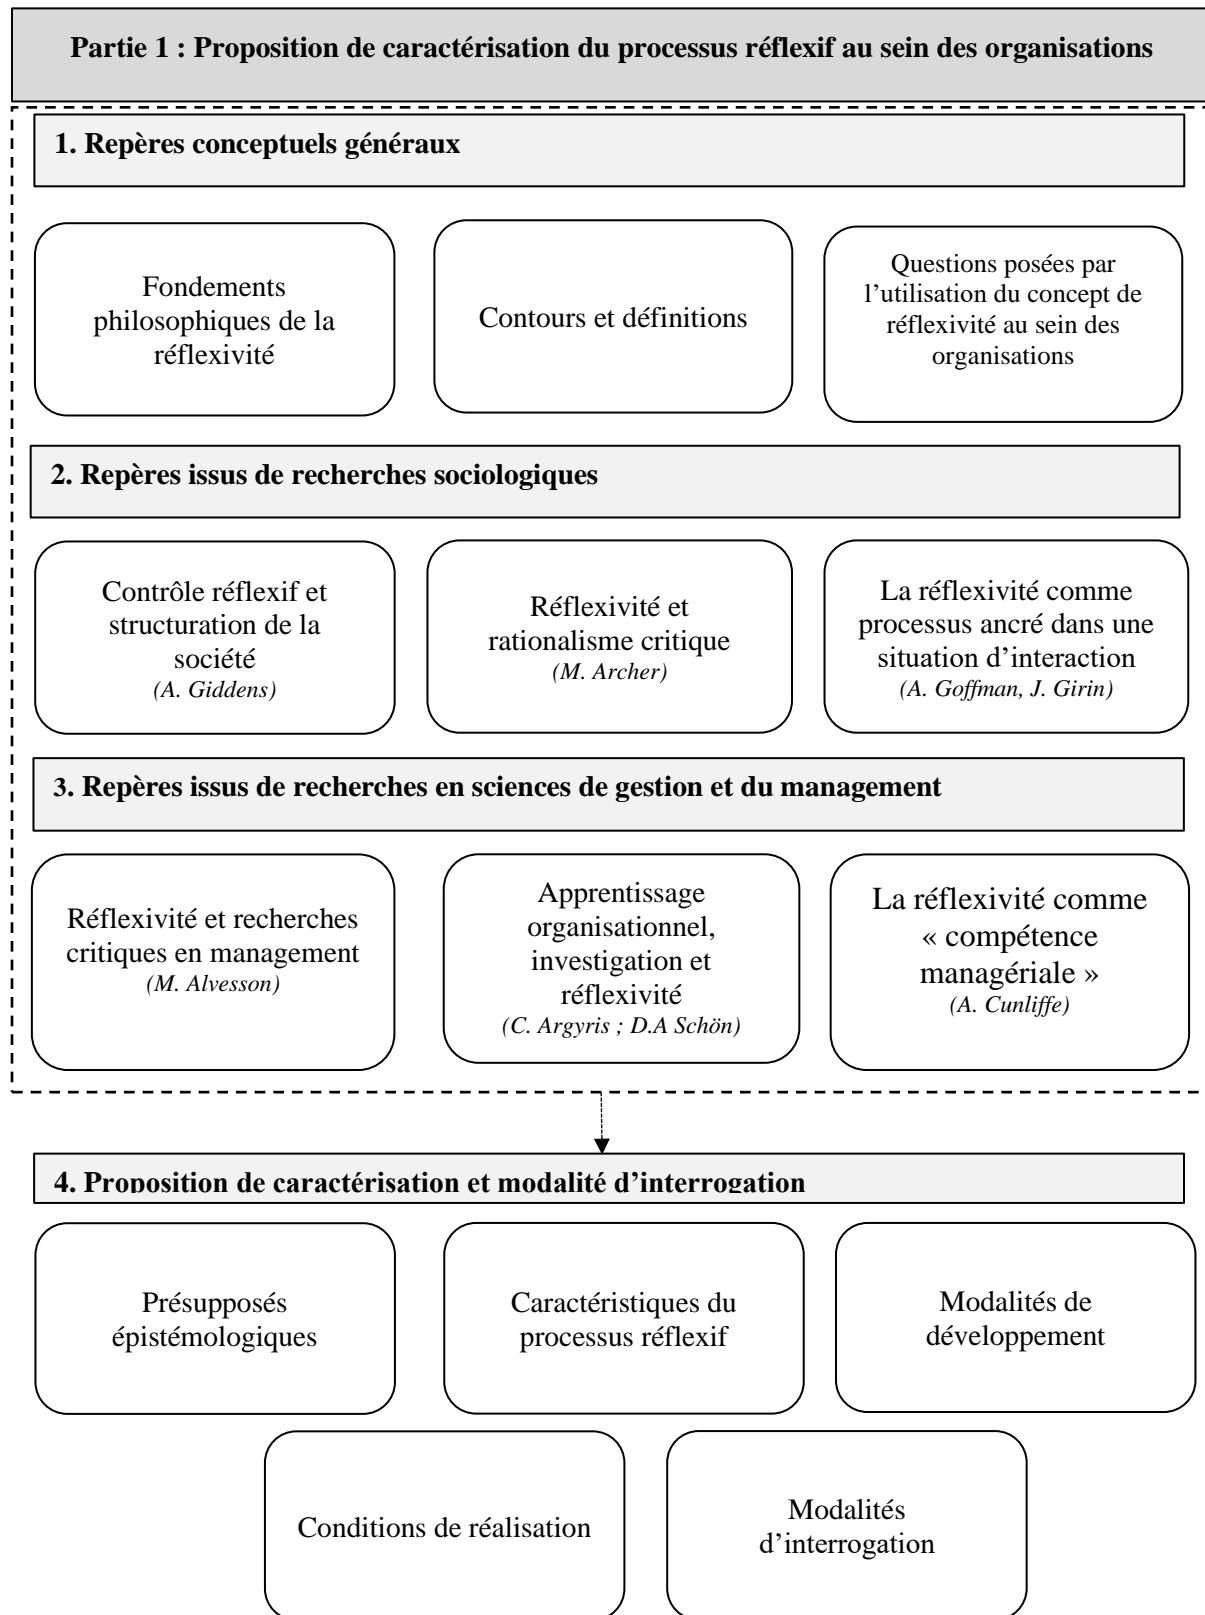 Partie 1 : Proposition de caractérisation du processus réflexif au sein des organisations
1. Repères conceptuels généraux
Fondements
philosophiques de la
réflexivité
Contours et définitions
Questions posées par
l’utilisation du concept de
réflexivité au sein des
organisations
2. Repères issus de recherches sociologiques
Contrôle réflexif et
structuration de la
société
(A. Giddens)
Réflexivité et
rationalisme critique
(M. Archer)
La réflexivité comme
processus ancré dans une
situation d’interaction
(A. Goffman, J. Girin)
3. Repères issus de recherches en sciences de gestion et du management
Réflexivité et recherches
critiques en management
(M. Alvesson)
Apprentissage
organisationnel,
investigation et
réflexivité
(C. Argyris ; D.A Schön)
La réflexivité comme
« compétence
managériale »
(A. Cunliffe)
4. Proposition de caractérisation et modalité d’interrogation
Présupposés
épistémologiques
Caractéristiques du
processus réflexif
Modalités de
développement
Conditions de réalisation
Modalités
d’interrogation